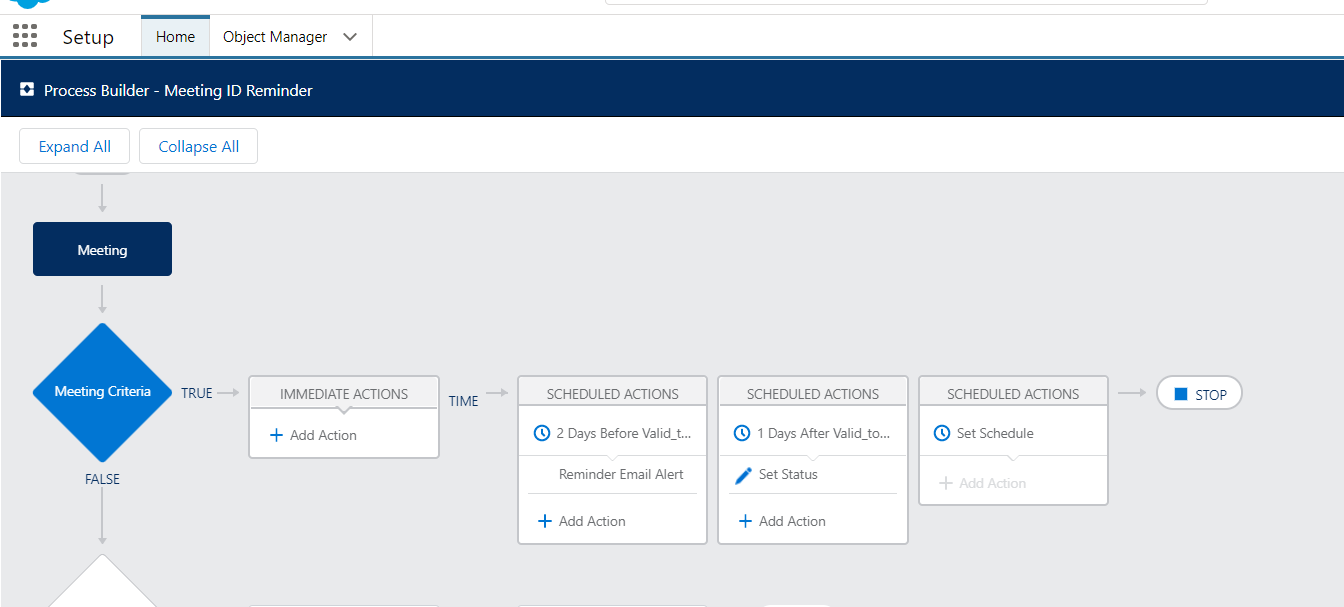 Setup
Home
Object Manager
Process Builder - Meeting ID Reminder
Expand All
Collapse All
Meeting
Meeting Criteria
TRUE
FALSE
IMMEDIATE ACTIONS
Add Action
TIME
SCHEDULED ACTIONS
2 Days Before Valid_t...
Reminder Email Alert
Add Action
SCHEDULED ACTIONS
1 Days After Valid_to...
Set Status
Add Action
SCHEDULED ACTIONS
Set Schedule
Add Action
STOP